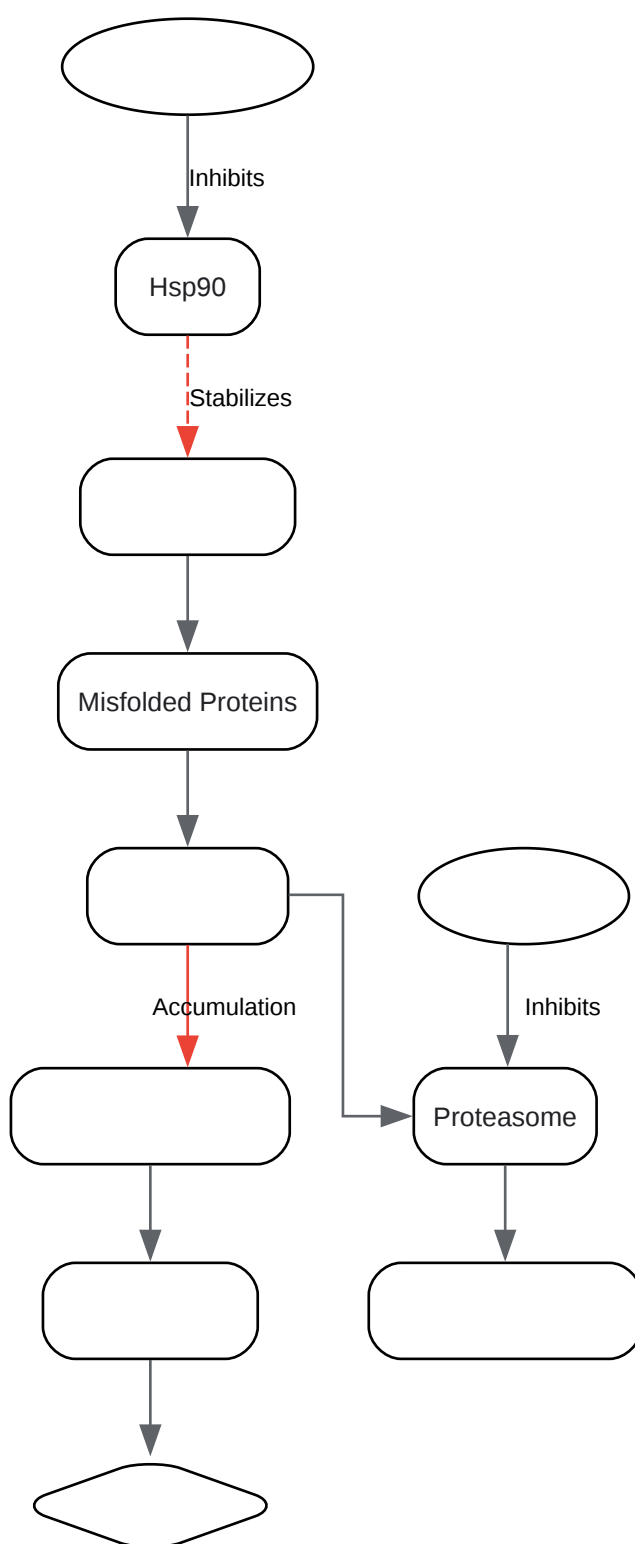 Inhibits
Hsp90
Stabilizes
Misfolded Proteins
Accumulation
Inhibits
Proteasome